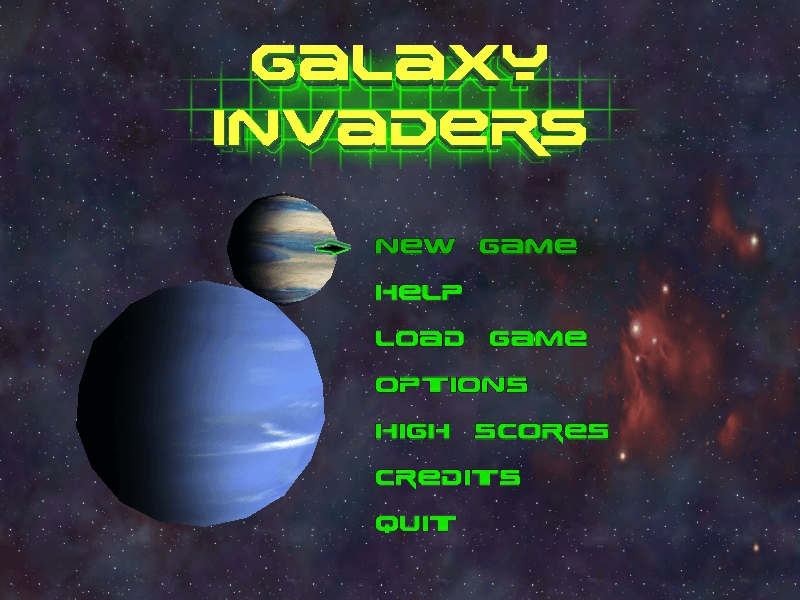 GALAXY
INVADERS
NEW GAME
HELP
LOAD GAME
OPTIONS
HIGH SCORES
CREDITS
QUIT